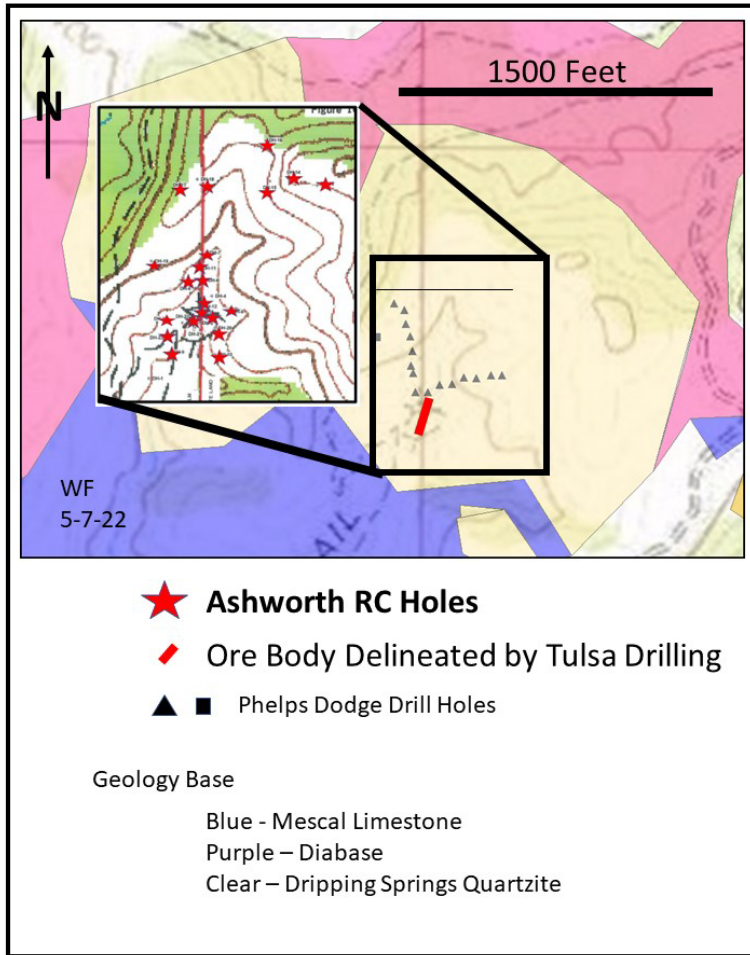 N
1500 Feet
AIL
WF
5-7-22
Ashworth RC Holes
Ore Body Delineated by Tulsa Drilling
Phelps Dodge Drill Holes
Geology Base
Blue - Mescal Limestone
Purple – Diabase
Clear – Dripping Springs Quartzite